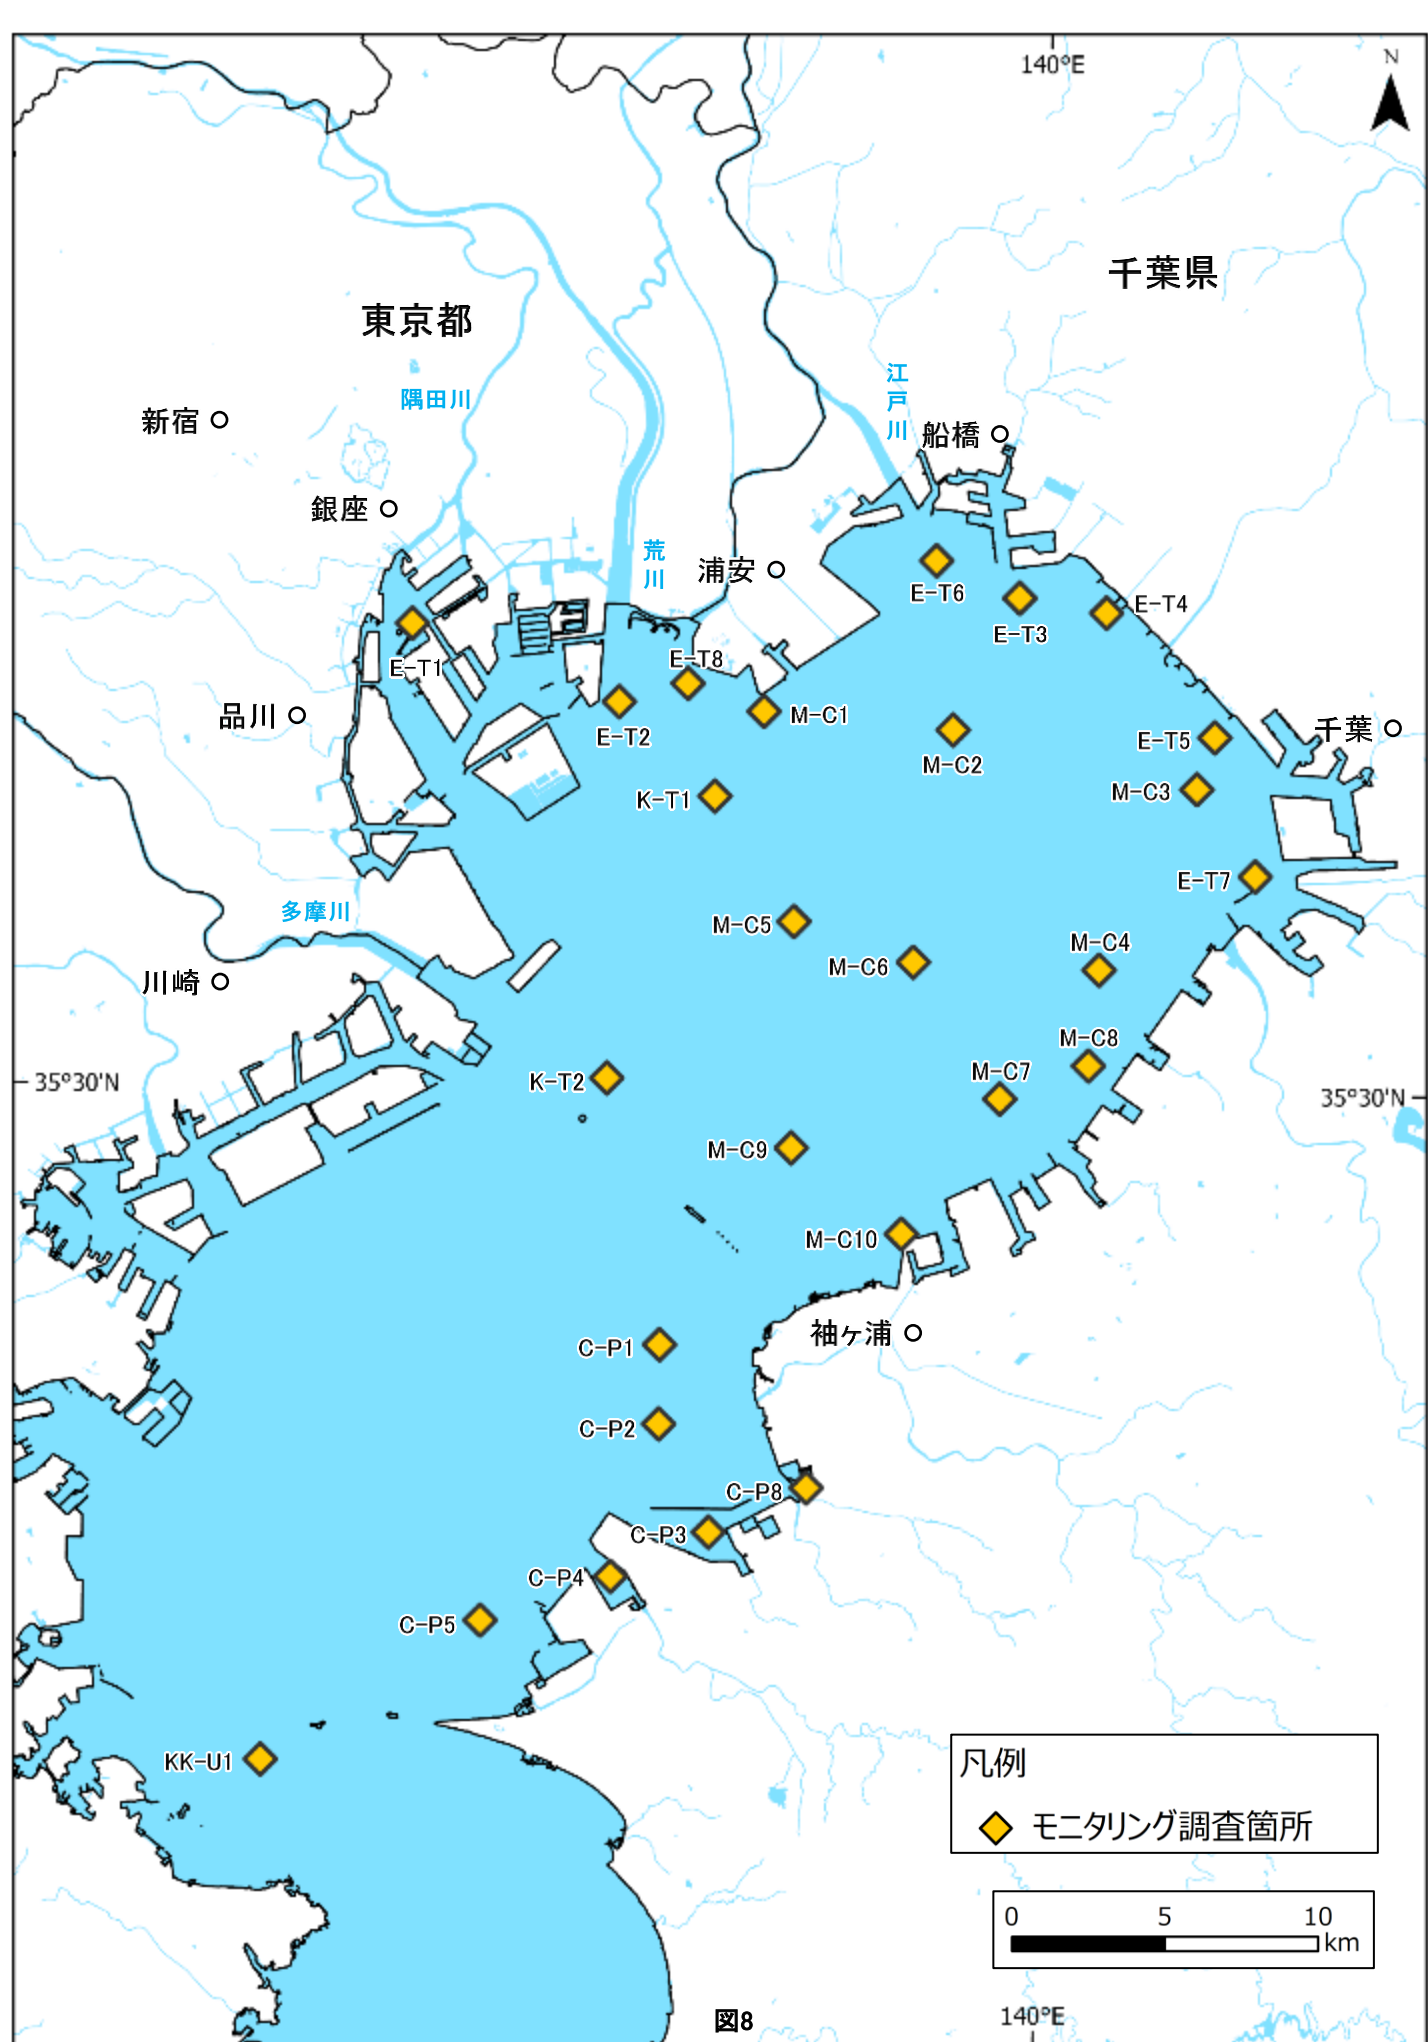 140°E
N
千葉県
東京都
江戸川
隅田川
新宿
船橋
銀座
荒川
浦安
E-T6
E-T4
E-T3
E-T1
E-T8
品川
M-C1
E-T2
千葉
E-T5
M-C2
M-C3
K-T1
E-T7
多摩川
M-C5
M-C4
M-C6
川崎
M-C8
M-C7
K-T2
35°30'N
35°30'N
M-C9
M-C10
袖ヶ浦
C-P1
C-P2
C-P8
C-P3
C-P4
C-P5
KK-U1
凡例
モニタリング調査箇所
0 5 10
km
図8
140°E